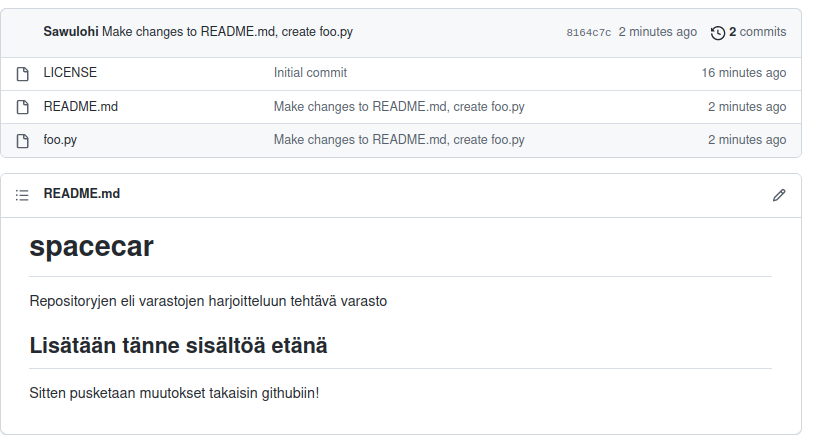 Sawulohi Make changes to README.md, create foo.py 8164c7c 2 minutes ago 2 commits
LICENSE Initial commit 16 minutes ago
README.md Make changes to README.md, create foo.py 2 minutes ago
foo.py Make changes to README.md, create foo.py 2 minutes ago
README.md
spacecar
Repositoryjen eli varastojen harjoitteluun tehtävä varasto
Lisätään tänne sisältöä etänä
Sitten pusketaan muutokset takaisin githubiin!